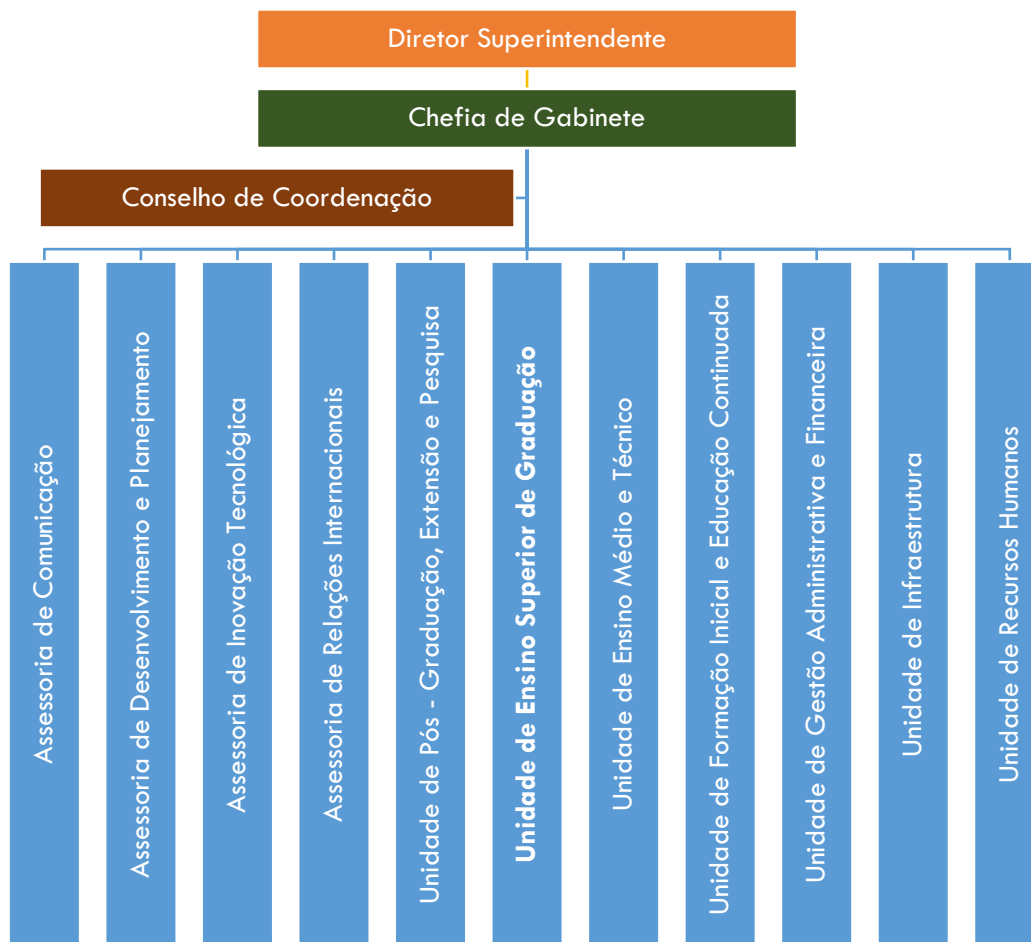 Diretor Superintendente
Chefia de Gabinete
Conselho de Coordenação
Assessoria de Comunicação
Assessoria de Desenvolvimento e Planejamento
Assessoria de Inovação Tecnológica
Assessoria de Relações Internacionais
Unidade de Pós - Graduação, Extensão e Pesquisa
Unidade de Ensino Superior de Graduação
Unidade de Ensino Médio e Técnico
Unidade de Formação Inicial e Educação Continuada
Unidade de Gestão Administrativa e Financeira
Unidade de Infraestrutura
Unidade de Recursos Humanos